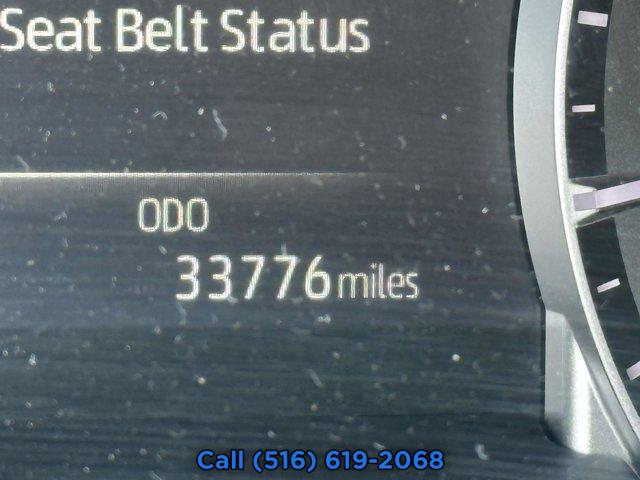 Seat Belt Status
ODO
33776 miles
Call (516) 619-2068